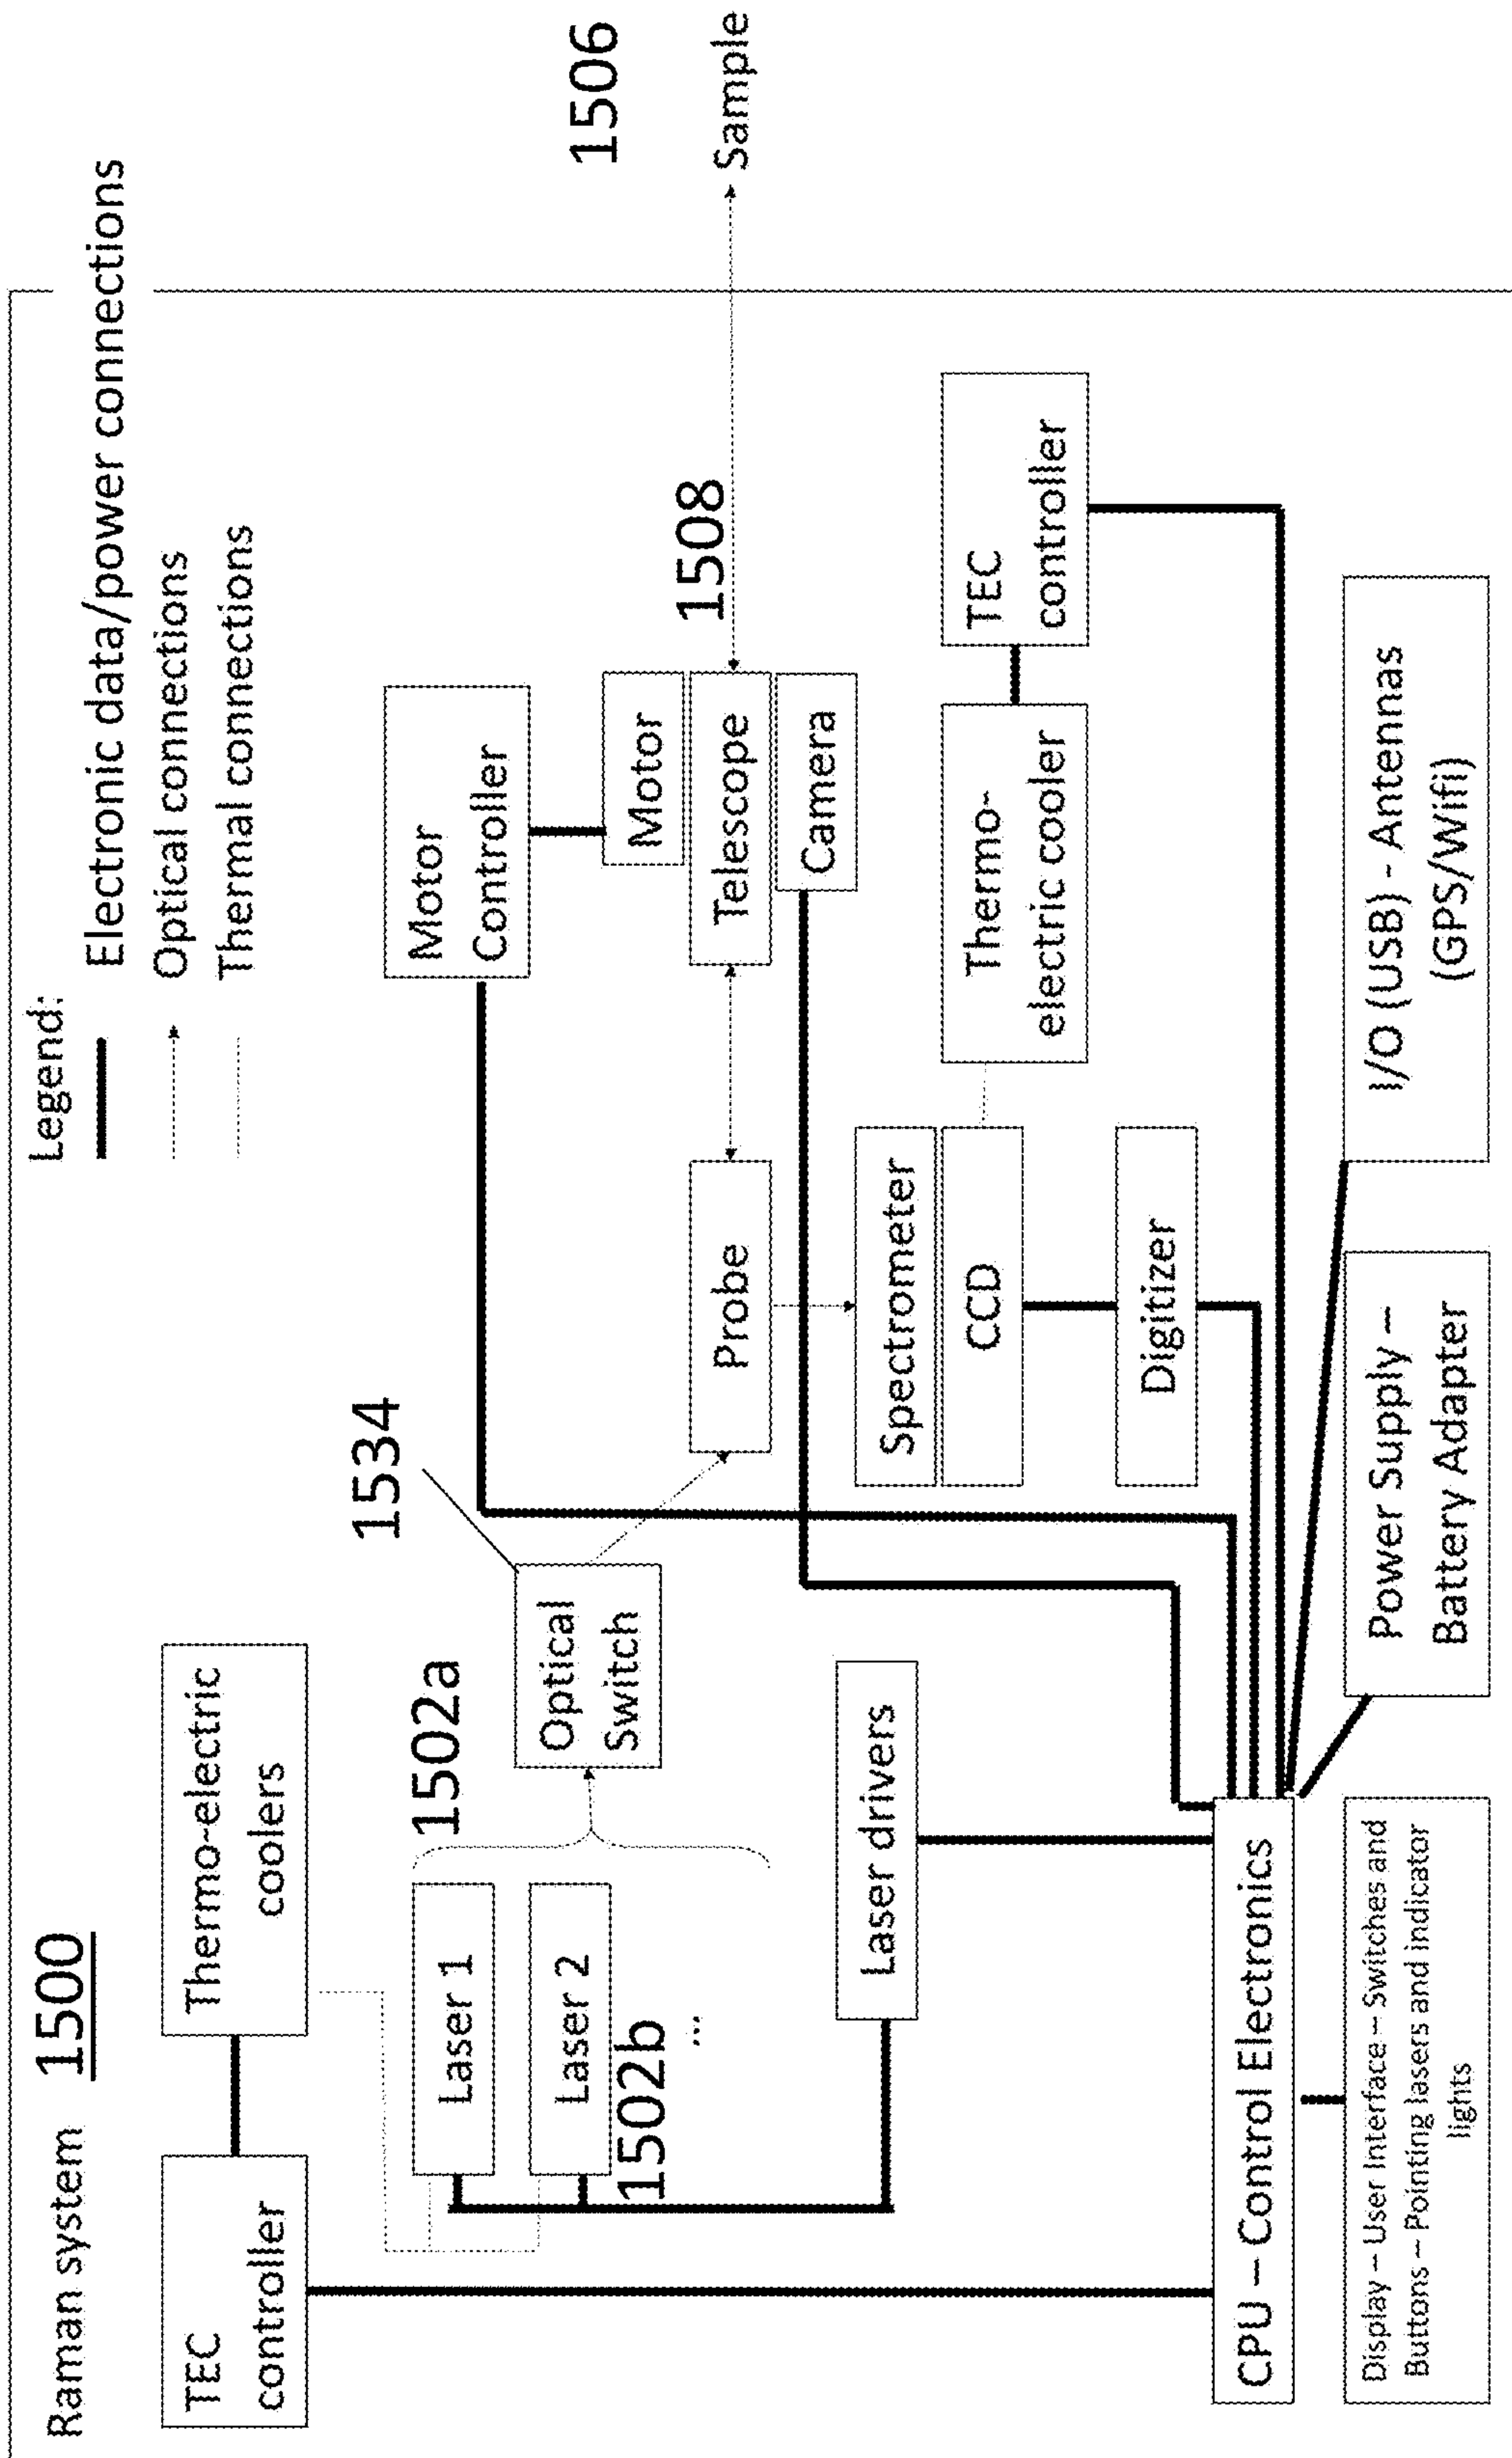 Raman system 1500
Legend:
Electronic data/power connections
Optical connections
Thermal connections
TEC
controller
Thermo-electric
coolers
1534
1506
Motor
Controller
1502a
Laser 1
Laser 2
1502b
...
Optical
Switch
Probe
Motor
Telescope
Camera
1508
Sample
Laser drivers
Spectrometer
CCD
Digitizer
Thermo-
electric cooler
TEC
controller
CPU – Control Electronics
Display – User Interface – Switches and
Buttons – Pointing lasers and indicator
lights
Power Supply –
Battery Adapter
I/O (USB) - Antennas
(GPS/Wifi)